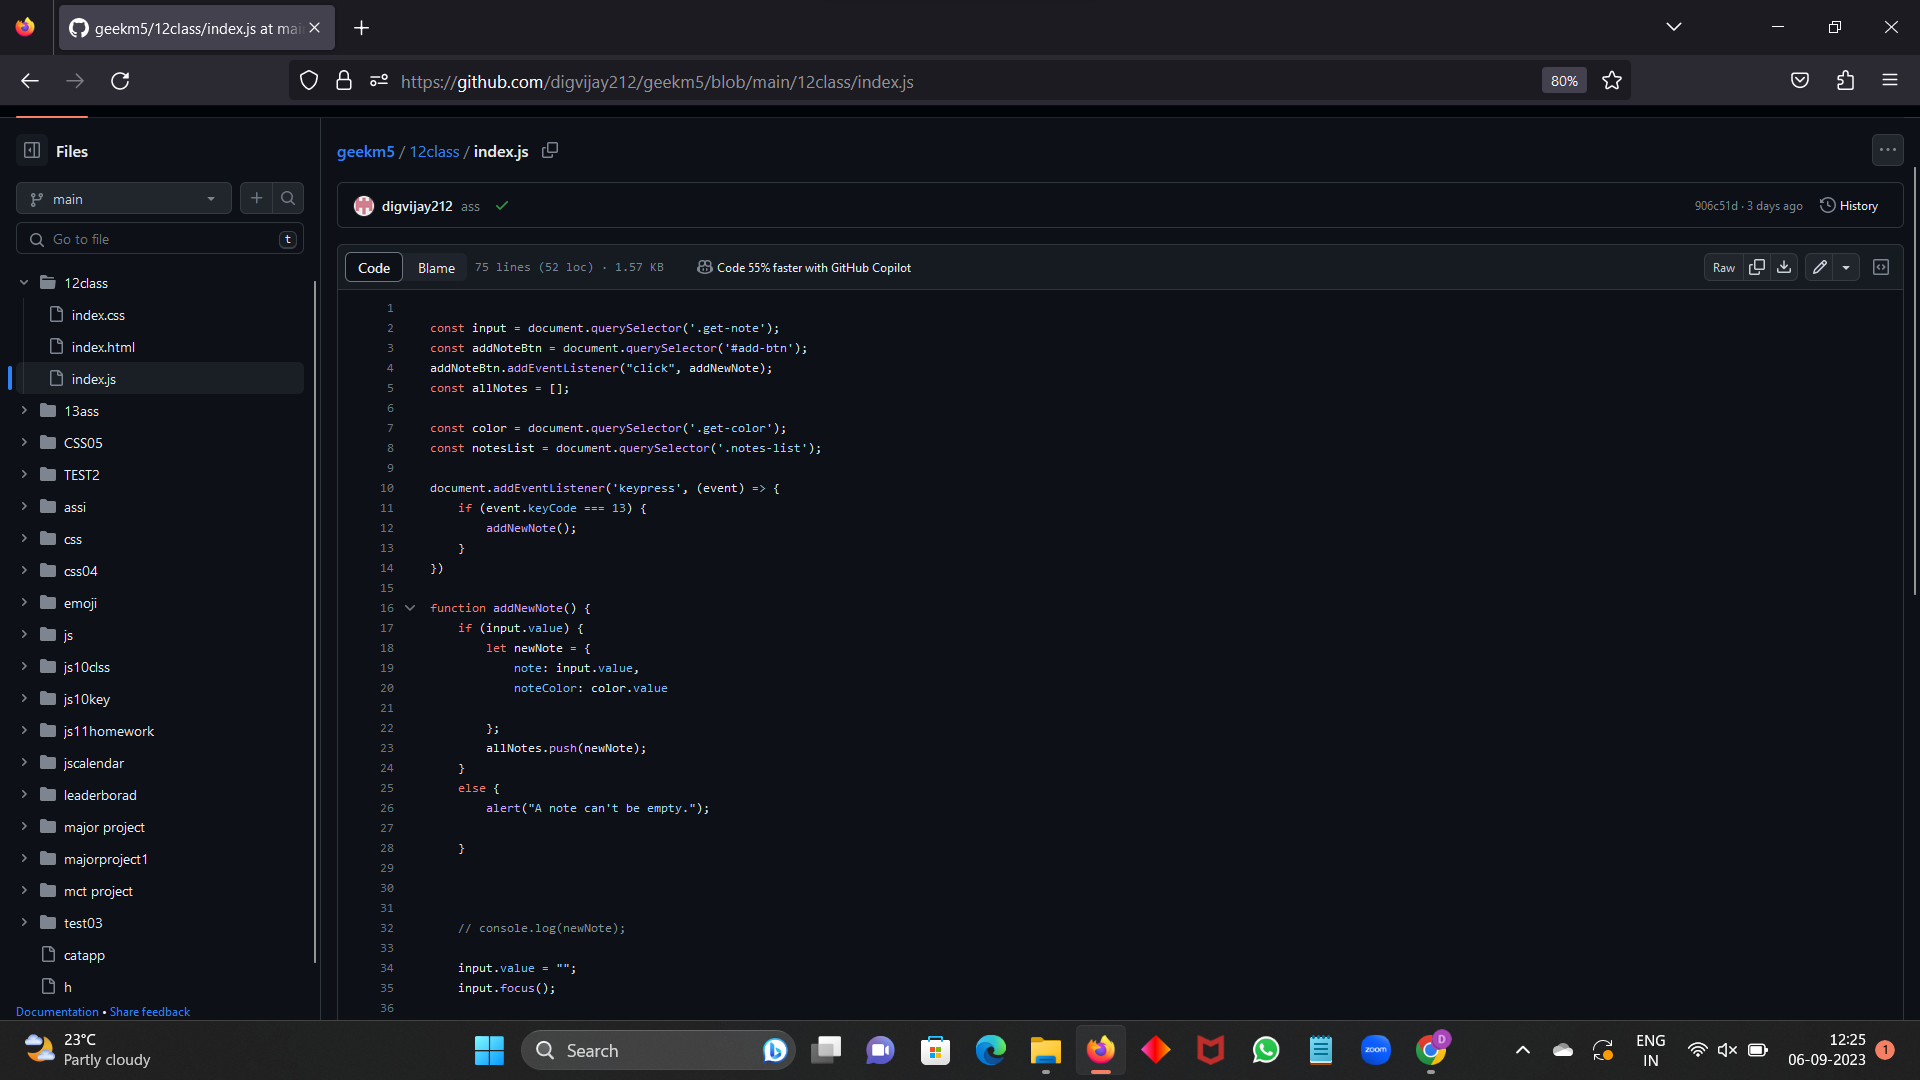 geekm5/12class/index.js at mai
https://github.com/digvijay212/geekm5/blob/main/12class/index.js
80%
Files
geekm5 / 12class / index.js
main
digvijay212 ass
906c51d · 3 days ago
History
Go to file
t
Code
Blame
75 lines (52 loc) · 1.57 KB
Code 55% faster with GitHub Copilot
Raw
12class
index.css
index.html
index.js
13ass
CSS05
TEST2
assi
css
css04
emoji
js
js10clss
js10key
js11homework
jscalendar
leaderborad
major project
majorproject1
mct project
test03
catapp
h
Documentation • Share feedback
1
2 const input = document.querySelector('.get-note');
3 const addNoteBtn = document.querySelector('#add-btn');
4 addNoteBtn.addEventListener("click", addNewNote);
5 const allNotes = [];
6
7 const color = document.querySelector('.get-color');
8 const notesList = document.querySelector('.notes-list');
9
10 document.addEventListener('keypress', (event) => {
11 if (event.keyCode === 13) {
12 addNewNote();
13 }
14 })
15
16 function addNewNote() {
17 if (input.value) {
18 let newNote = {
19 note: input.value,
20 noteColor: color.value
21
22 };
23 allNotes.push(newNote);
24 }
25 else {
26 alert("A note can't be empty.");
27
28 }
29
30
31
32 // console.log(newNote);
33
34 input.value = "";
35 input.focus();
36
23°C
Partly cloudy
Search
zoom
D
ENG
IN
12:25
06-09-2023
1